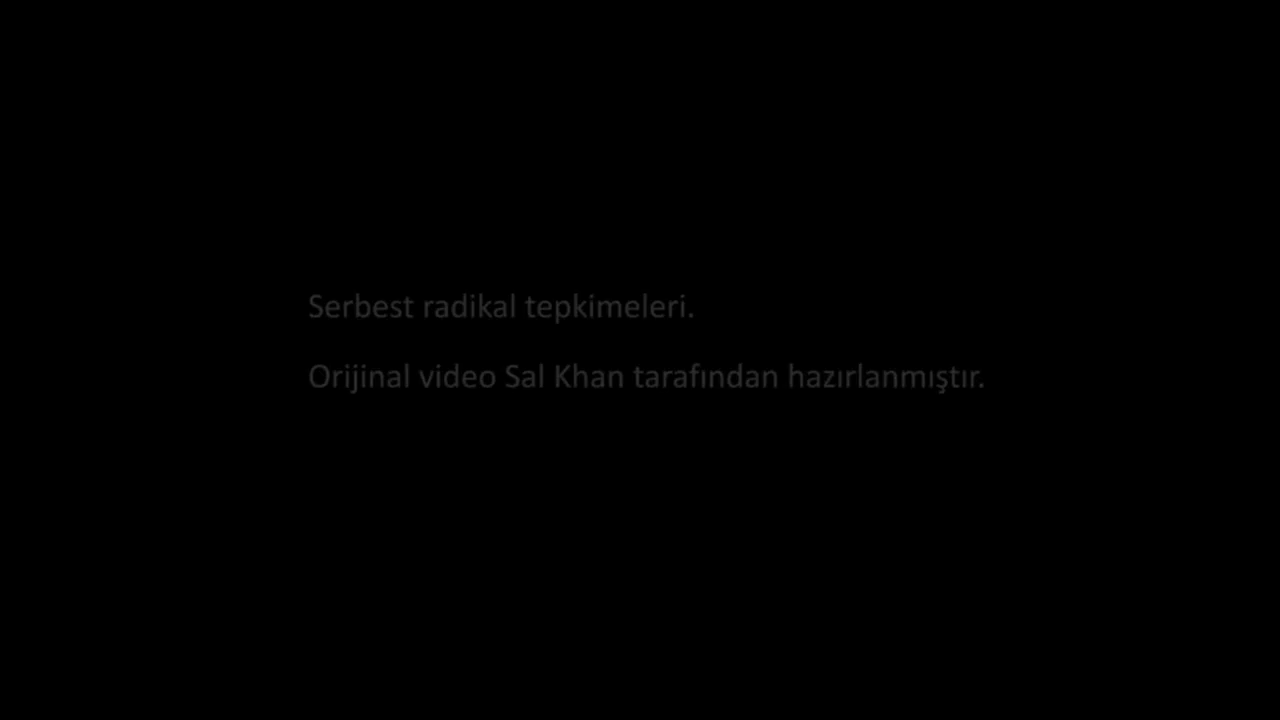 Serbest radikal tepkimeleri.
Orijinal video Sal Khan tarafından hazırlanmıştır.